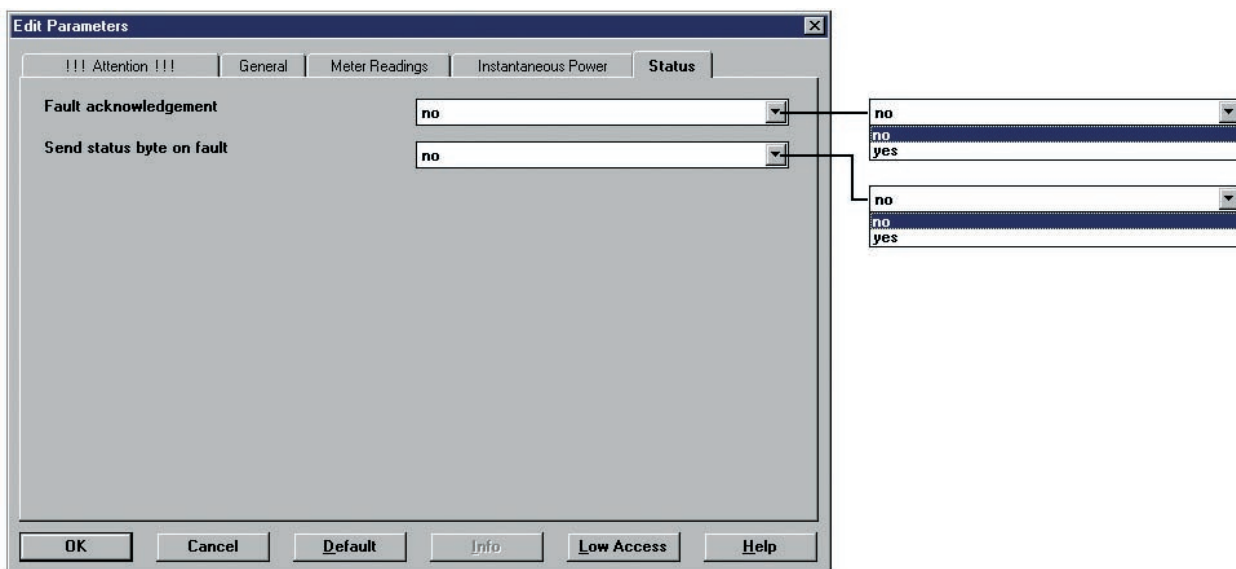 Edit Parameters
!!! Attention !!! General Meter Readings Instantaneous Power Status
Fault acknowledgement no
Send status byte on fault no
no
no
yes
no
no
yes
OK Cancel Default Info Low Access Help